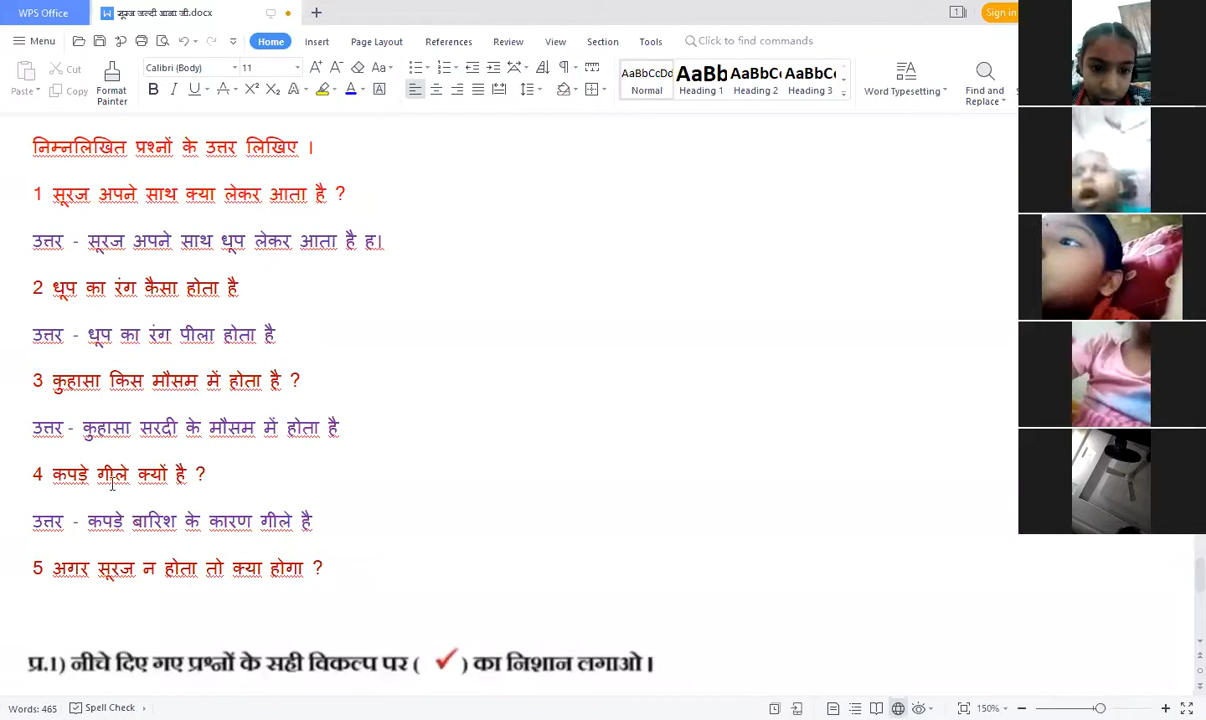 WPS Office
सूरज जल्दी आना जी.docx
Sign in
Menu
Home
Insert
Page Layout
References
Review
View
Section
Tools
Click to find commands
Paste
Cut
Copy
Format Painter
Calibri (Body)
11
AaBbCcDd
Normal
AaBb
Heading 1
AaBbCc
Heading 2
AaBbCc
Heading 3
Word Typesetting
Find and Replace
निम्नलिखित प्रश्नों के उत्तर लिखिए ।
1 सूरज अपने साथ क्या लेकर आता है ?
उत्तर - सूरज अपने साथ धूप लेकर आता है ह।
2 धूप का रंग कैसा होता है
उत्तर - धूप का रंग पीला होता है
3 कुहासा किस मौसम में होता है ?
उत्तर - कुहासा सरदी के मौसम में होता है
4 कपड़े गीले क्यों है ?
उत्तर - कपड़े बारिश के कारण गीले है
5 अगर सूरज न होता तो क्या होगा ?
प्र.1) नीचे दिए गए प्रश्नों के सही विकल्प पर ( ✓ ) का निशान लगाओ ।
Words: 465
Spell Check
150%